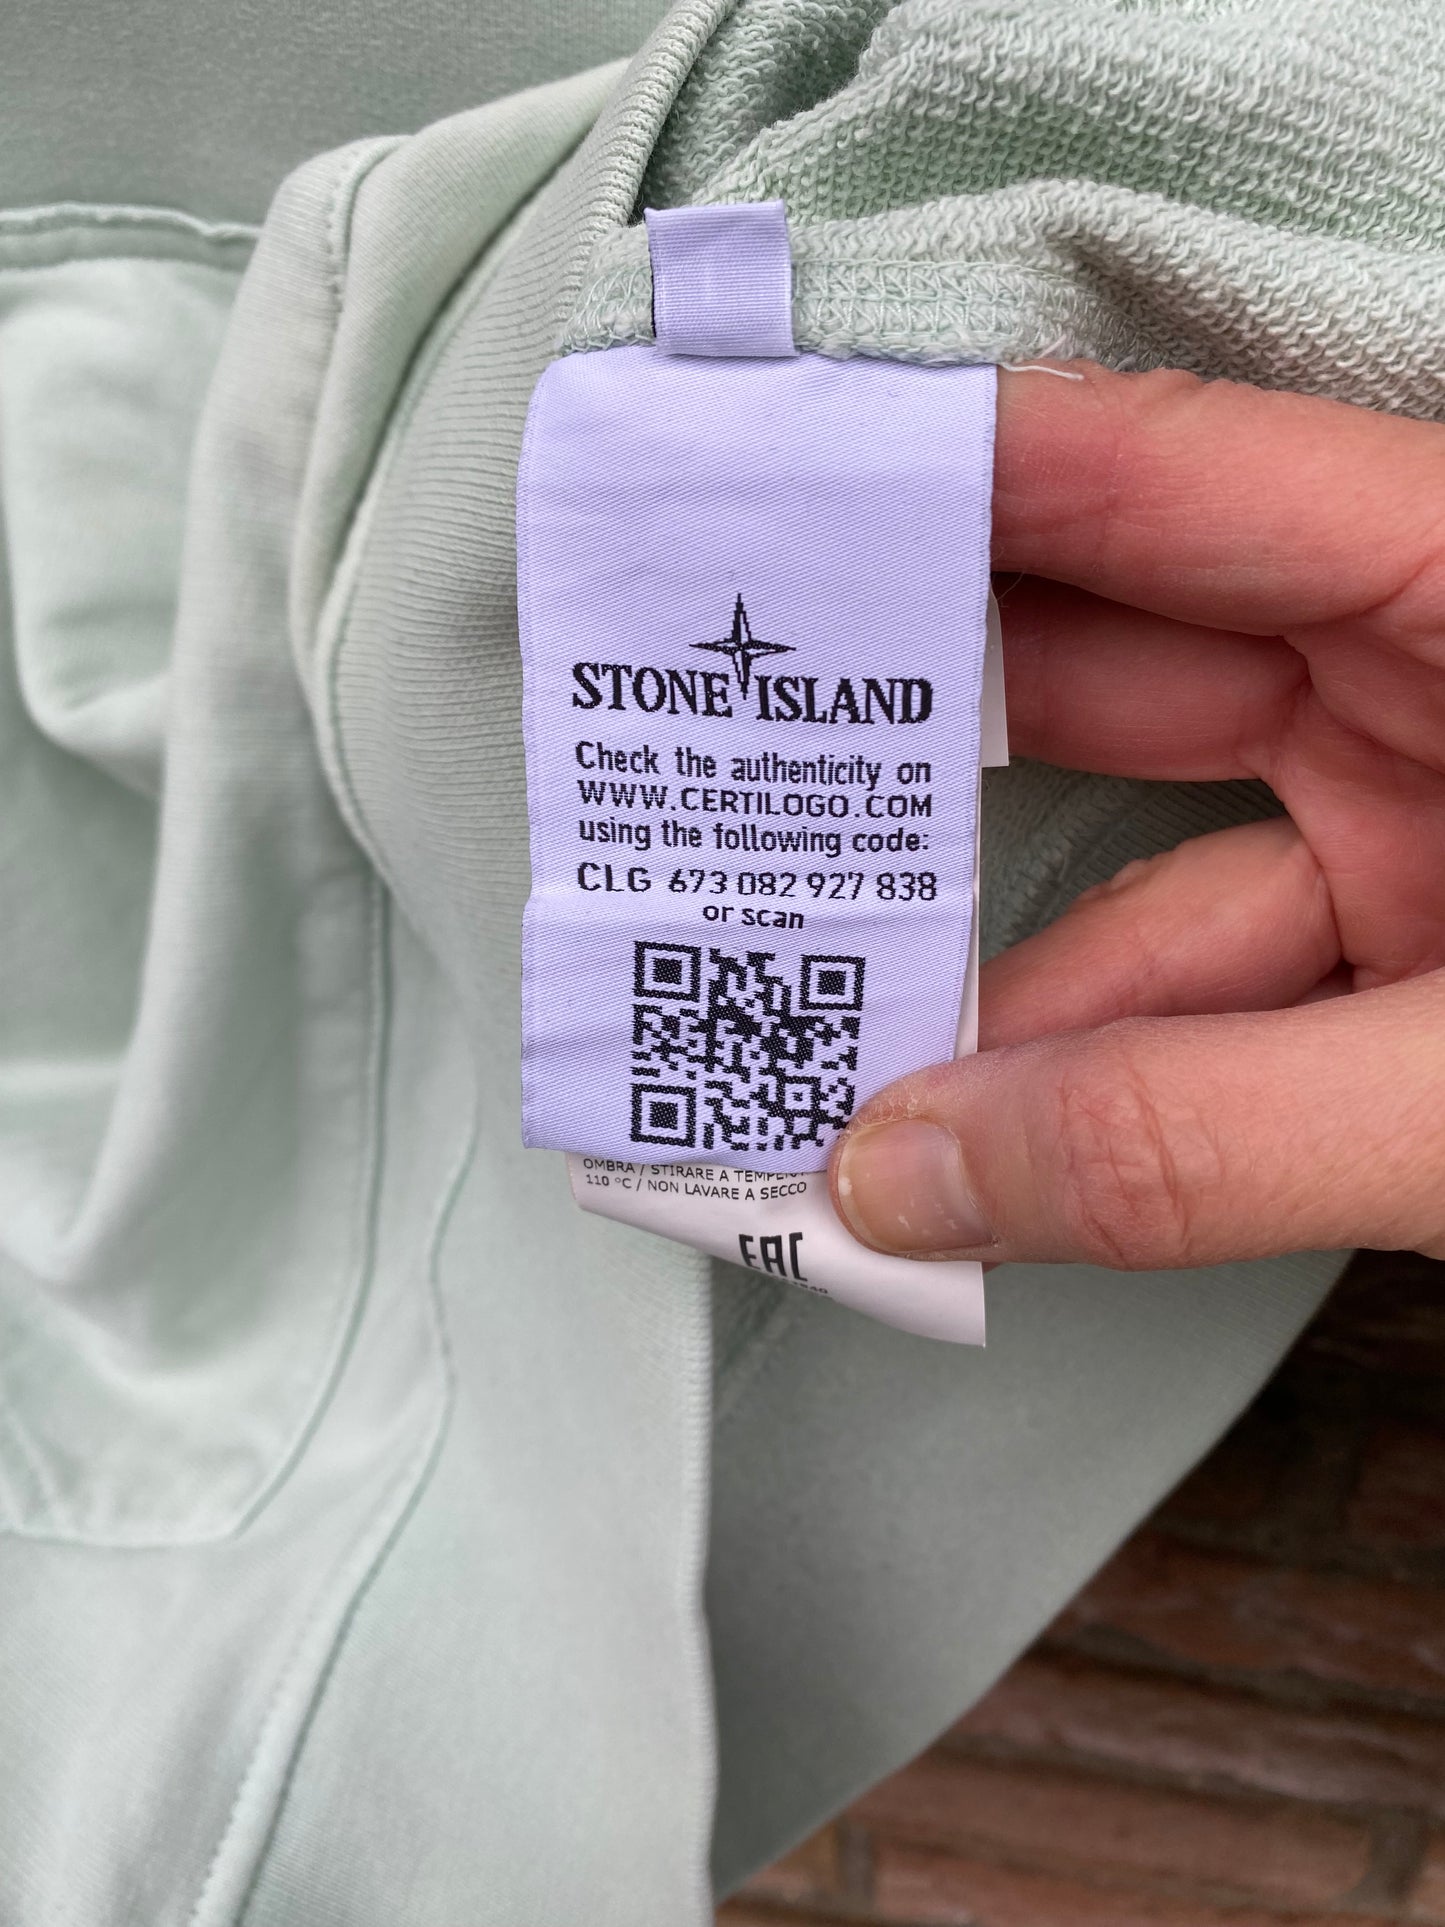 STONE ISLAND
Check the authenticity on
WWW.CERTILOGO.COM
using the following code:
CLG 673 082 927 838
or scan
OMBRA / STIRARE A
110 °C / NON LAVARE A SECCO
EAC